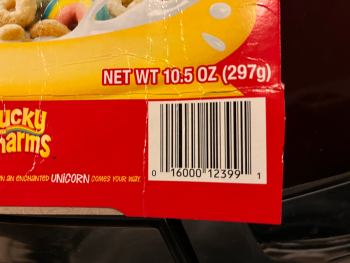 NET WT 10.5 OZ (297g)
ucky
harms
AN ENCHANTED UNICORN COMES YOUR WAY.
0 16000 12399 1